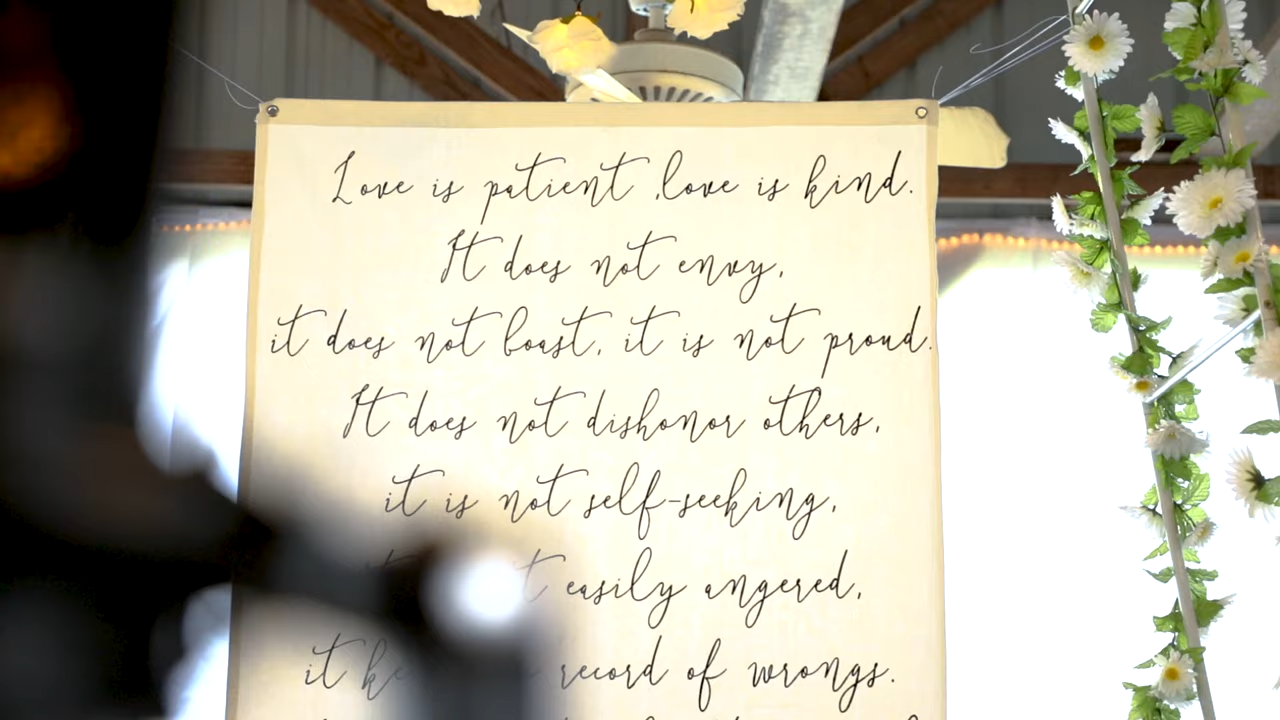 Love is patient ,love is kind.
It does not envy,
it does not boast, it is not proud.
It does not dishonor others,
it is not self-seeking,
easily angered,
it record of wrongs.